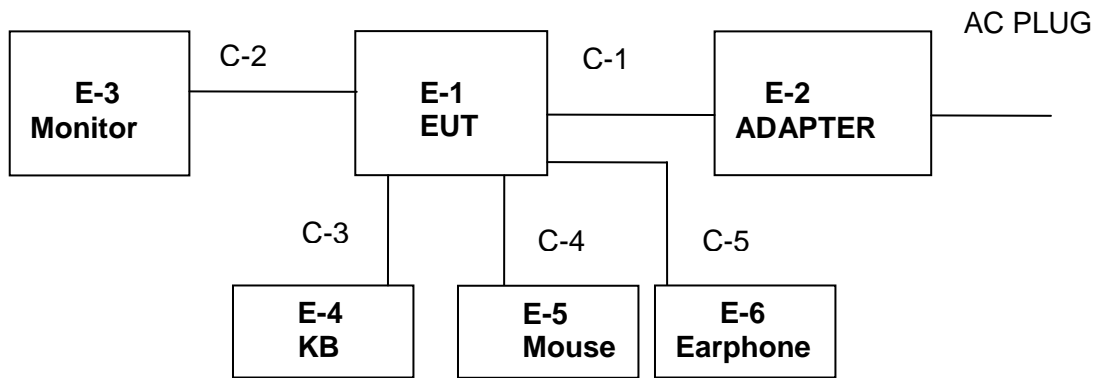 AC PLUG
C-2
C-1
E-3
Monitor
E-1
EUT
E-2
ADAPTER
C-3
C-4
C-5
E-4
KB
E-5
Mouse
E-6
Earphone